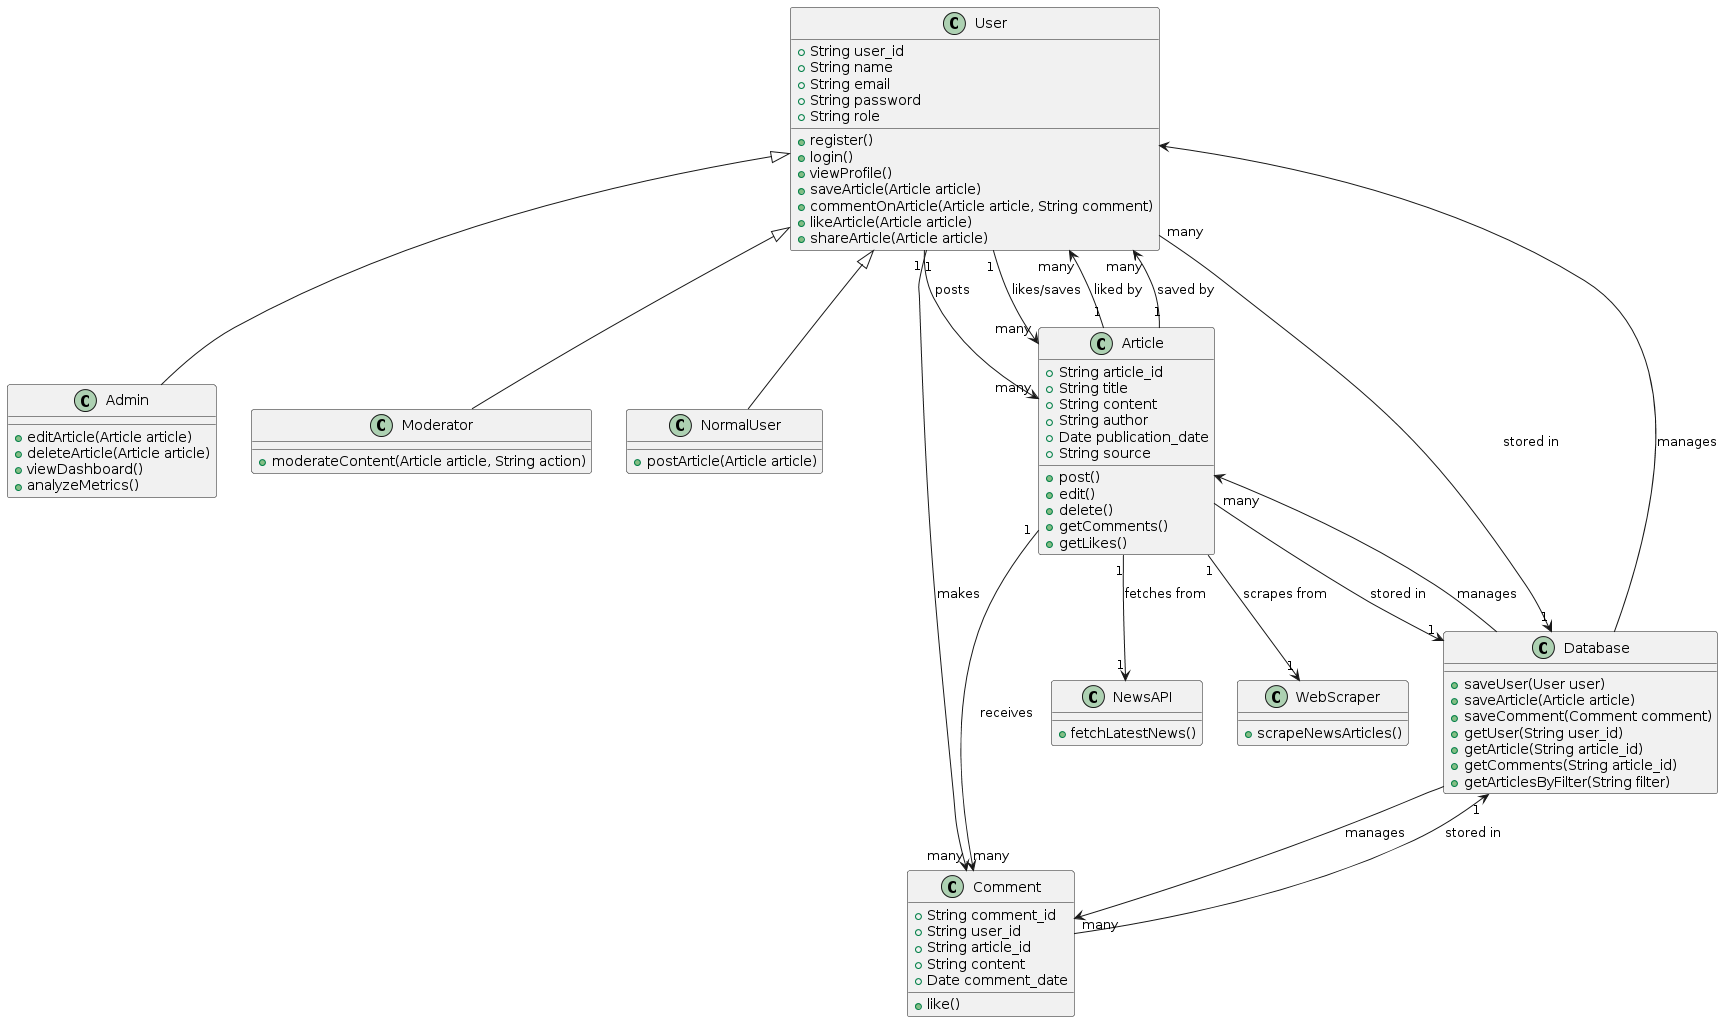 User
String user_id
String name
String email
String password
String role
register()
login()
viewProfile()
saveArticle(Article article)
commentOnArticle(Article article, String comment)
likeArticle(Article article)
shareArticle(Article article)
many
1
1
1
many
many
posts
likes/saves
liked by
saved by
1
1
many
many
Article
String article_id
String title
String content
String author
Date publication_date
String source
post()
edit()
delete()
getComments()
getLikes()
Admin
editArticle(Article article)
deleteArticle(Article article)
viewDashboard()
analyzeMetrics()
Moderator
moderateContent(Article article, String action)
NormalUser
postArticle(Article article)
stored in
manages
many
1
1
1
makes
fetches from
scrapes from
stored in
manages
1
1
1
1
Database
saveUser(User user)
saveArticle(Article article)
saveComment(Comment comment)
getUser(String user_id)
getArticle(String article_id)
getComments(String article_id)
getArticlesByFilter(String filter)
NewsAPI
fetchLatestNews()
WebScraper
scrapeNewsArticles()
receives
1
manages
stored in
many
many
Comment
String comment_id
String user_id
String article_id
String content
Date comment_date
like()
many